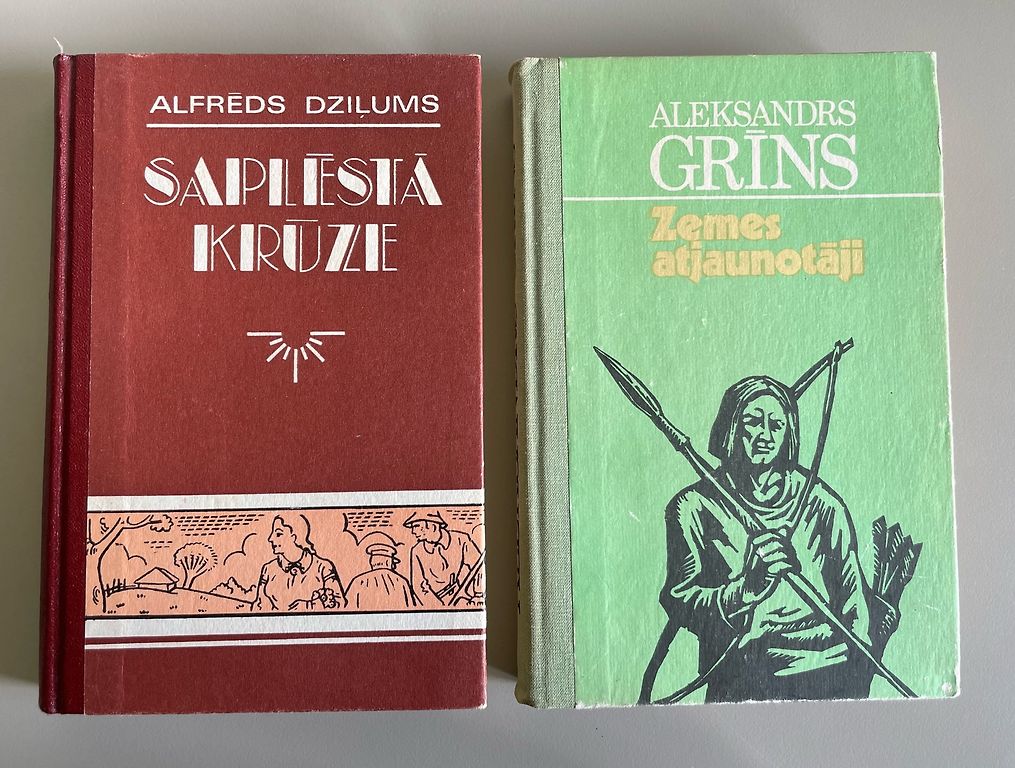 ALFRĒDS DZIĻUMS
SAPLĒSTĀ
KRŪZE
ALEKSANDRS
GRĪNS
Zemes
atjaunotāji